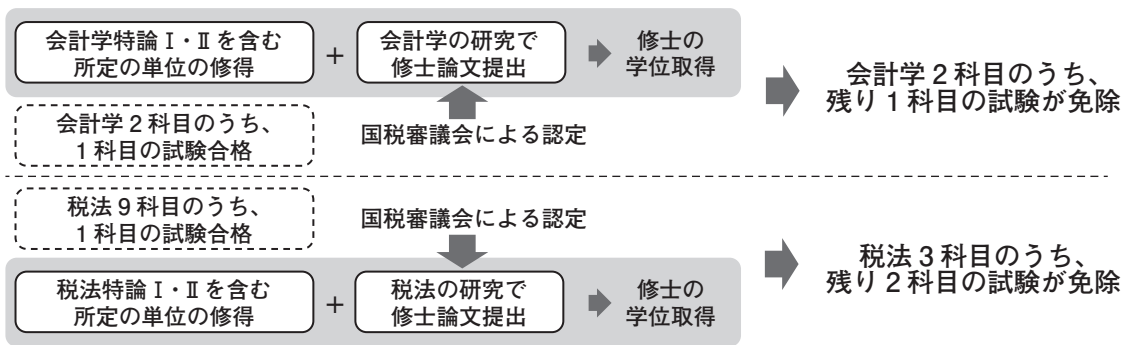 会計学特論Ⅰ・Ⅱを含む
所定の単位の修得
+
会計学の研究で
修士論文提出
修士の
学位取得
会計学2科目のうち、
1科目の試験合格
国税審議会による認定
会計学2科目のうち、
残り1科目の試験が免除
税法9科目のうち、
1科目の試験合格
国税審議会による認定
税法特論Ⅰ・Ⅱを含む
所定の単位の修得
+
税法の研究で
修士論文提出
修士の
学位取得
税法3科目のうち、
残り2科目の試験が免除